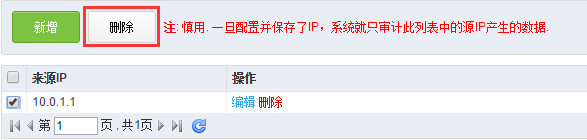 新增 删除 注: 慎用. 一旦配置并保存了IP，系统就只审计此列表中的源IP产生的数据.
来源IP 操作
10.0.1.1 编辑 删除
第 1 页 , 共1页